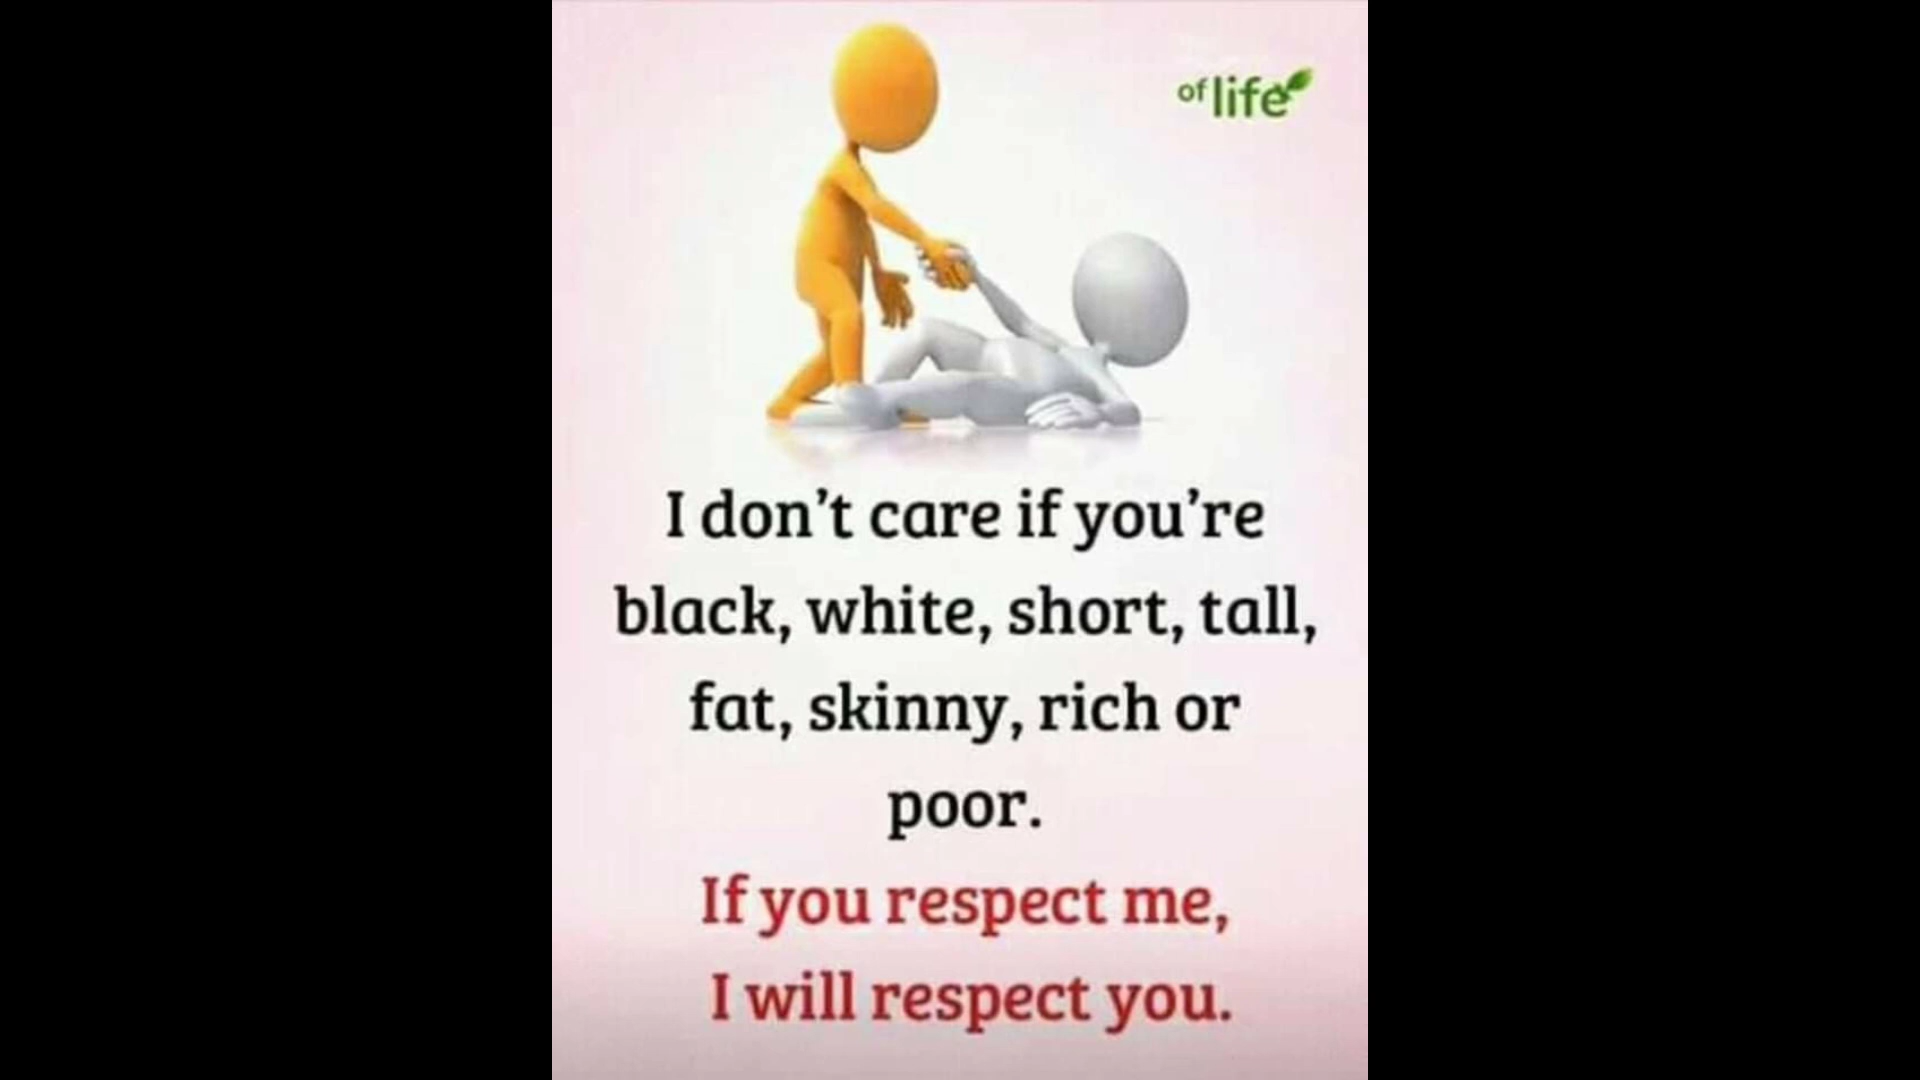 of life
I don't care if you're
black, white, short, tall,
fat, skinny, rich or
poor.
If you respect me,
I will respect you.